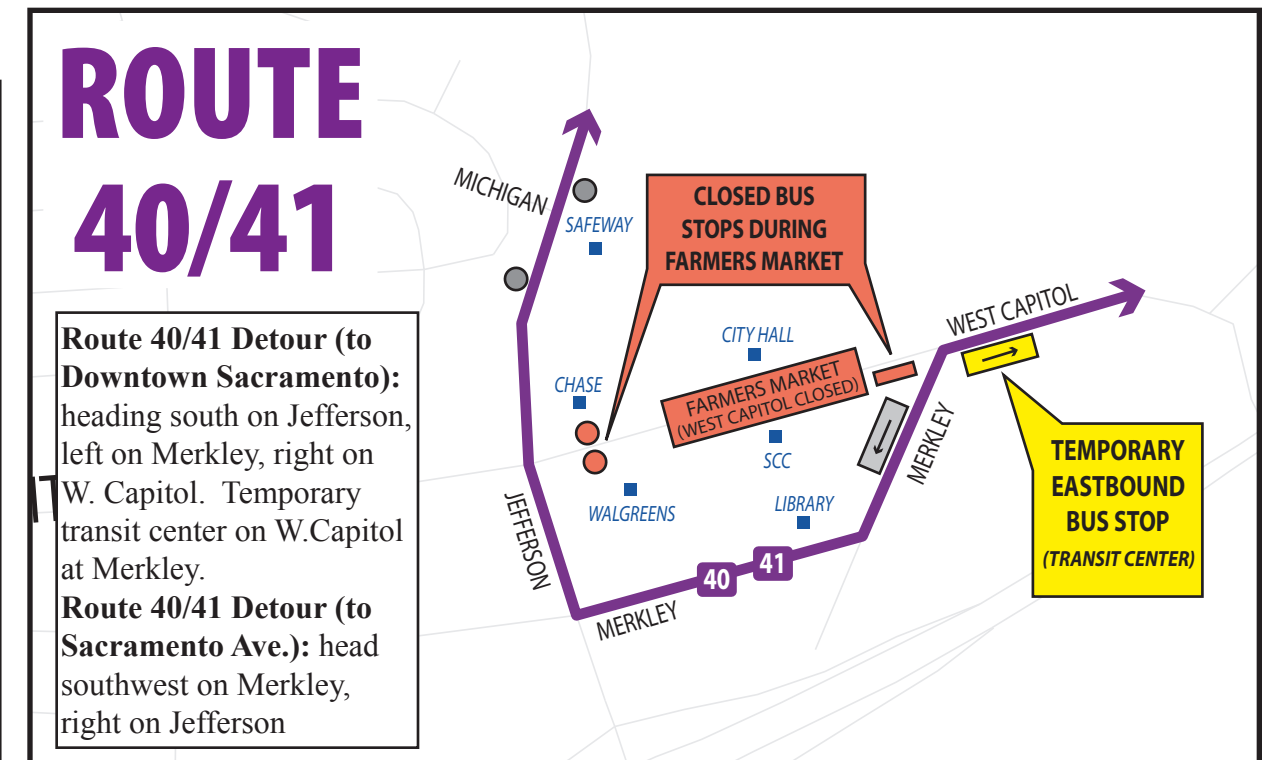 ROUTE
40/41
Route 40/41 Detour (to
Downtown Sacramento):
heading south on Jefferson,
left on Merkley, right on
W. Capitol.  Temporary
transit center on W.Capitol
at Merkley.
Route 40/41 Detour (to
Sacramento Ave.): head
southwest on Merkley,
right on Jefferson
MICHIGAN
SAFEWAY
CLOSED BUS
STOPS DURING
FARMERS MARKET
WEST CAPITOL
CITY HALL
CHASE
FARMERS MARKET
(WEST CAPITOL CLOSED)
SCC
MERKLEY
WALGREENS
LIBRARY
JEFFERSON
TEMPORARY
EASTBOUND
BUS STOP
(TRANSIT CENTER)
40
41
MERKLEY